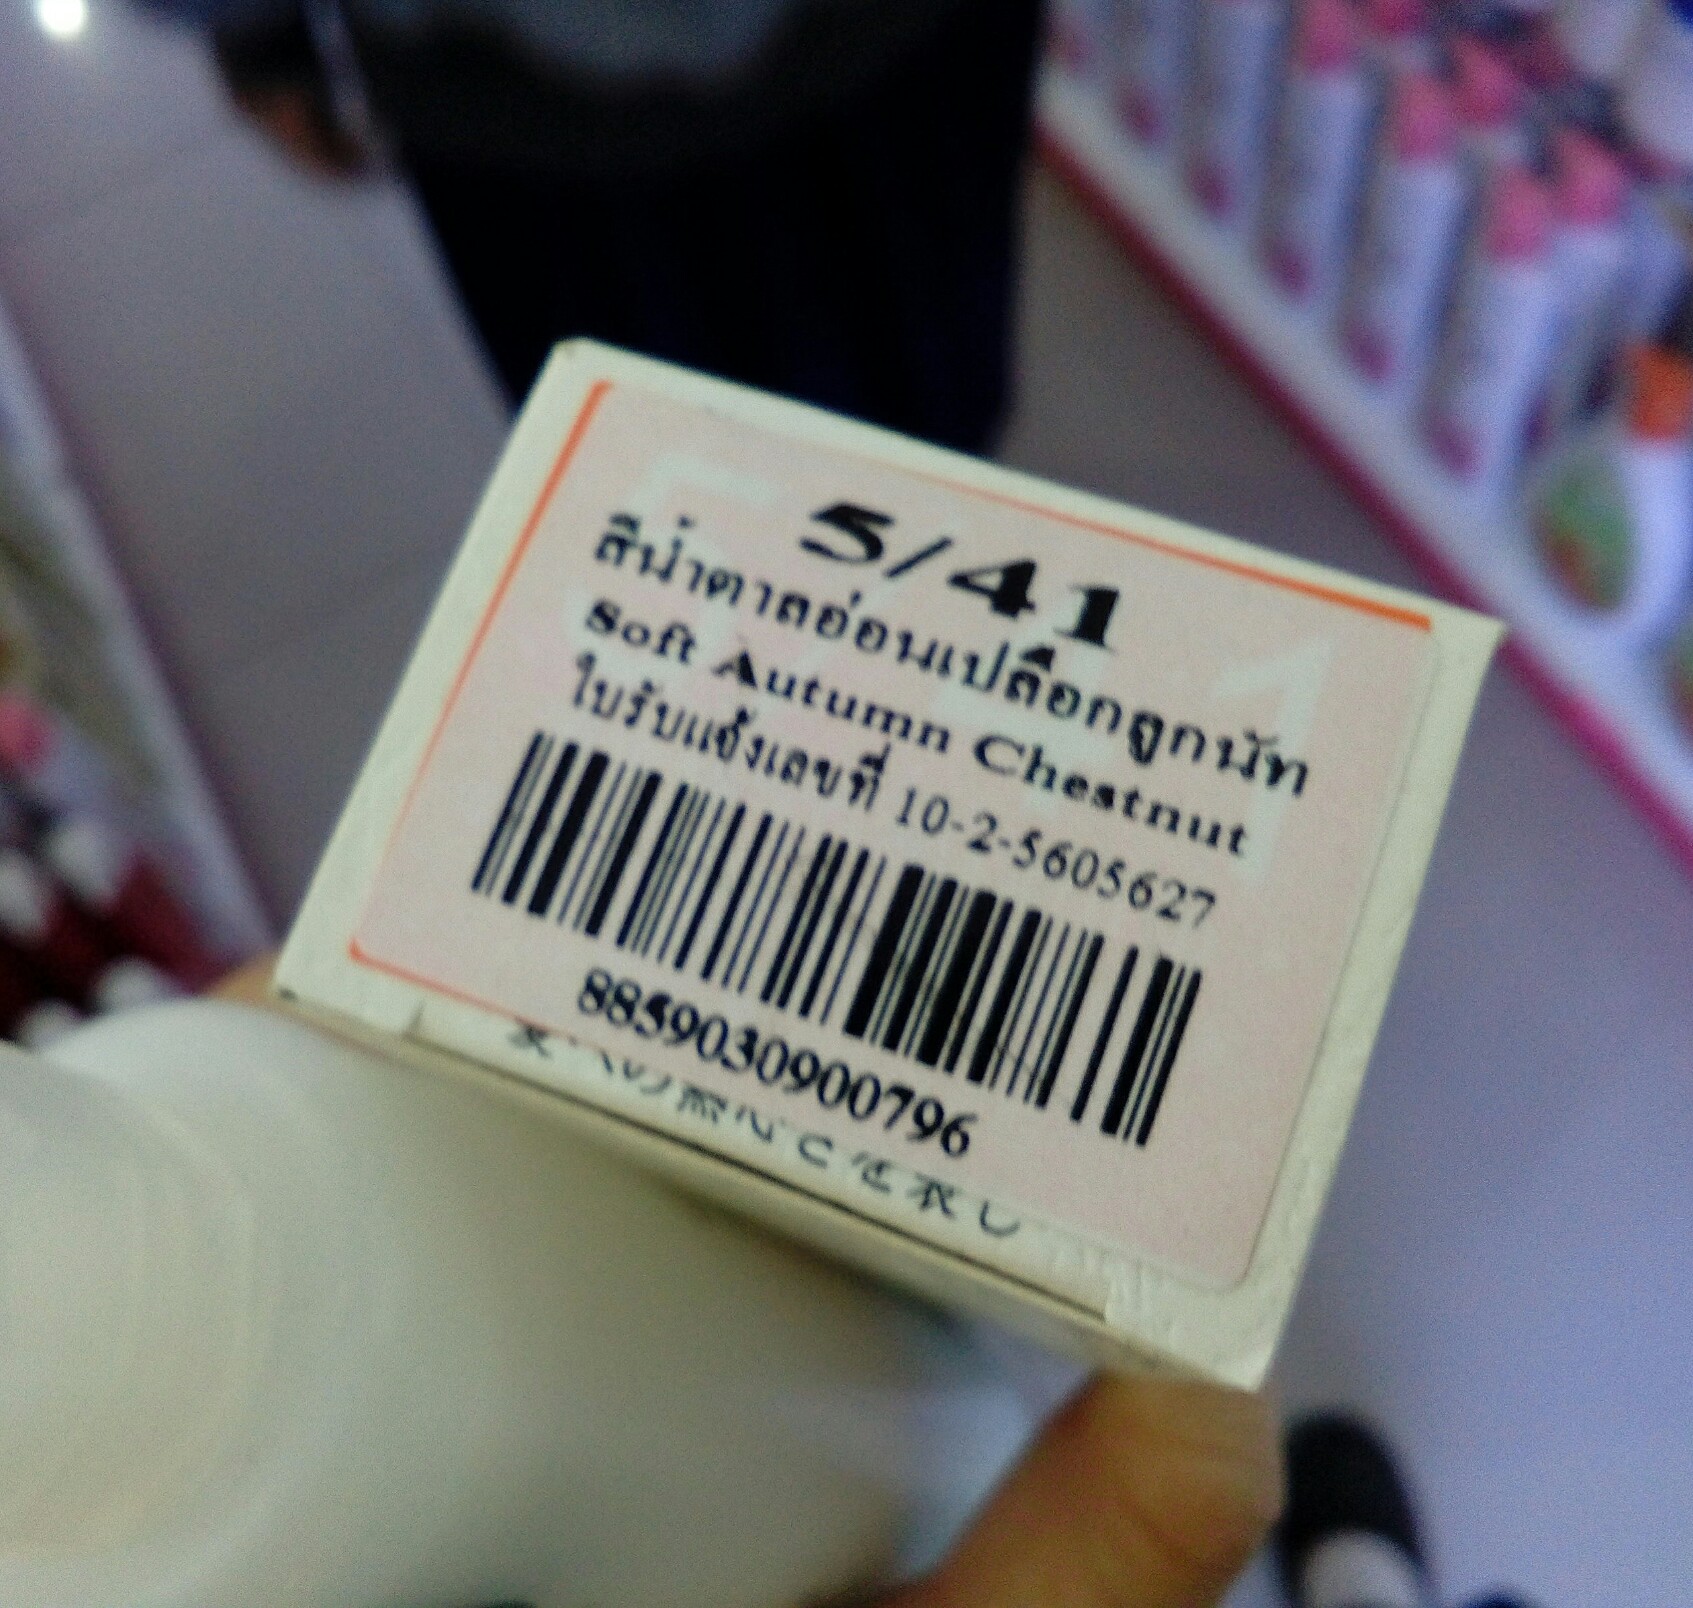 5/41
สีน้ำตาลอ่อนเปลือกลูกนัท
Soft Autumn Chestnut
ใบรับแจ้งเลขที่ 10-2-5605627
8859030900796